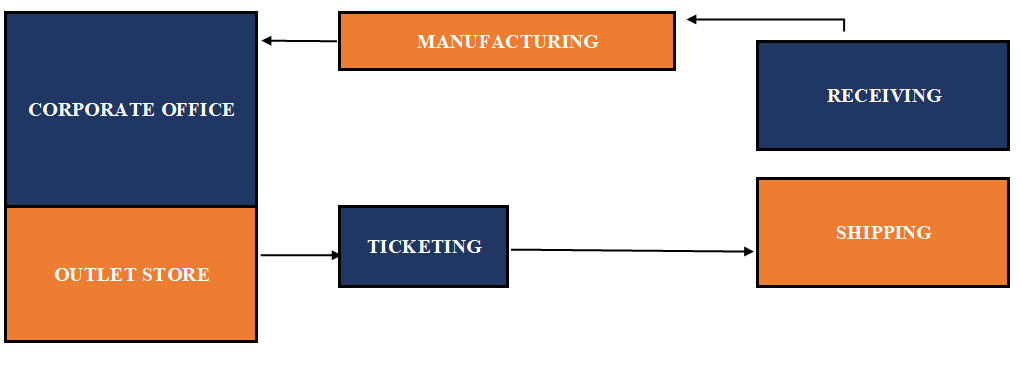 MANUFACTURING
RECEIVING
CORPORATE OFFICE
SHIPPING
TICKETING
OUTLET STORE